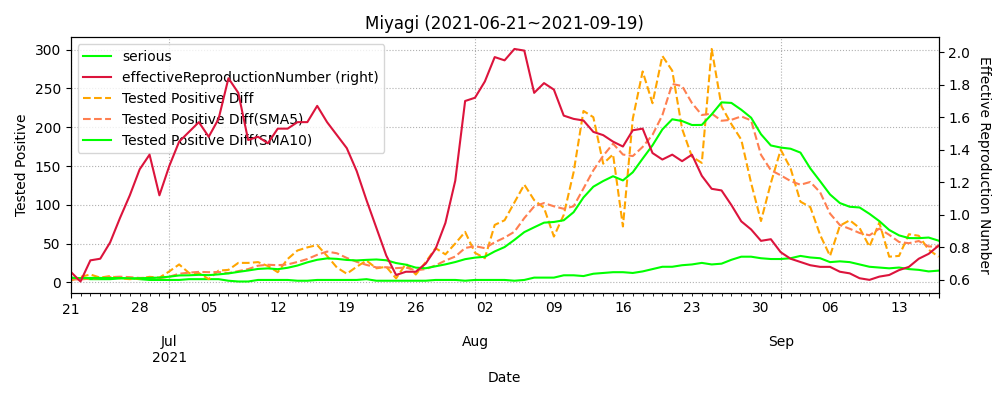 Miyagi (2021-06-21~2021-09-19)
serious
effectiveReproductionNumber (right)
Tested Positive Diff
Tested Positive Diff(SMA5)
Tested Positive Diff(SMA10)
Tested Positive
300
250
200
150
100
50
0
2.0
1.8
1.6
1.4
1.2
1.0
0.8
0.6
Effective Reproduction Number
21 28 05 12 19 26 02 09 16 23 30 06 13
Jul Aug Sep
2021
Date